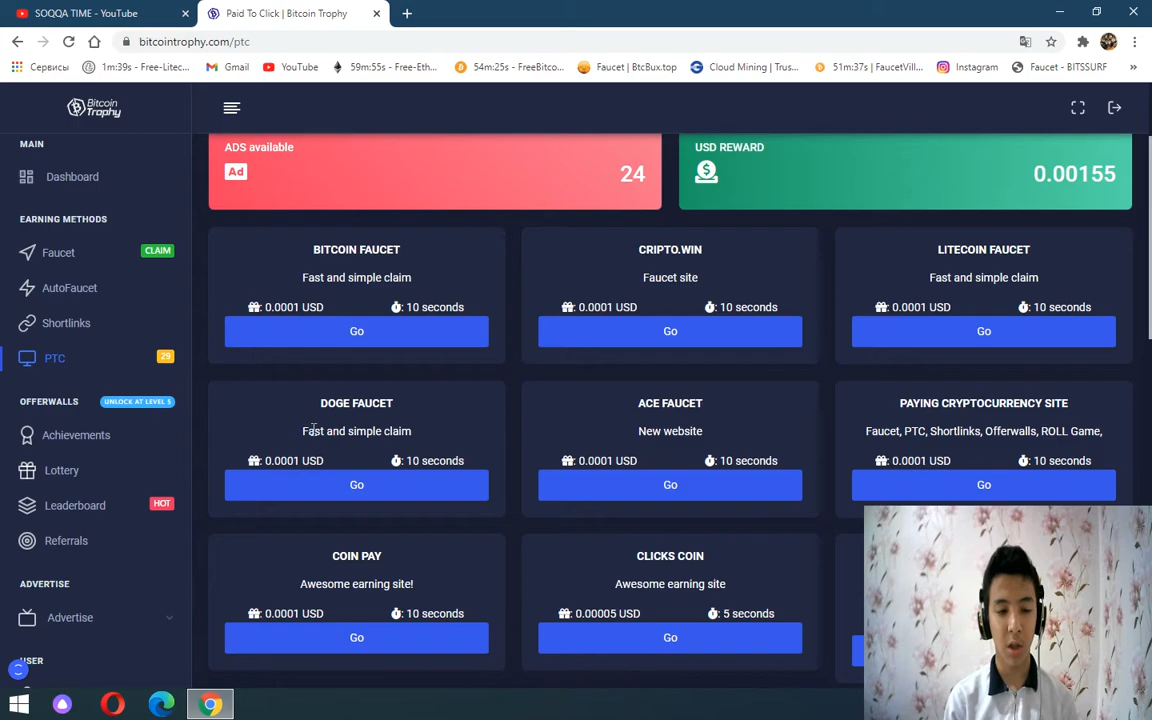 SOQQA TIME - YouTube
Paid To Click | Bitcoin Trophy
bitcointrophy.com/ptc
Сервисы
1m:39s - Free-Litec...
Gmail
YouTube
59m:55s - Free-Eth...
54m:25s - FreeBitco...
Faucet | BtcBux.top
Cloud Mining | Trus...
51m:37s | FaucetVill...
Instagram
Faucet - BITSSURF
Bitcoin
Trophy
MAIN
Dashboard
EARNING METHODS
Faucet CLAIM
AutoFaucet
Shortlinks
PTC 29
OFFERWALLS UNLOCK AT LEVEL 5
Achievements
Lottery
Leaderboard HOT
Referrals
ADVERTISE
Advertise
USER
ADS available
Ad
24
USD REWARD
0.00155
BITCOIN FAUCET
Fast and simple claim
: 0.0001 USD : 10 seconds
Go
CRIPTO.WIN
Faucet site
: 0.0001 USD : 10 seconds
Go
LITECOIN FAUCET
Fast and simple claim
: 0.0001 USD : 10 seconds
Go
DOGE FAUCET
Fast and simple claim
: 0.0001 USD : 10 seconds
Go
ACE FAUCET
New website
: 0.0001 USD : 10 seconds
Go
PAYING CRYPTOCURRENCY SITE
Faucet, PTC, Shortlinks, Offerwalls, ROLL Game,
: 0.0001 USD : 10 seconds
Go
COIN PAY
Awesome earning site!
: 0.0001 USD : 10 seconds
Go
CLICKS COIN
Awesome earning site
: 0.00005 USD : 5 seconds
Go